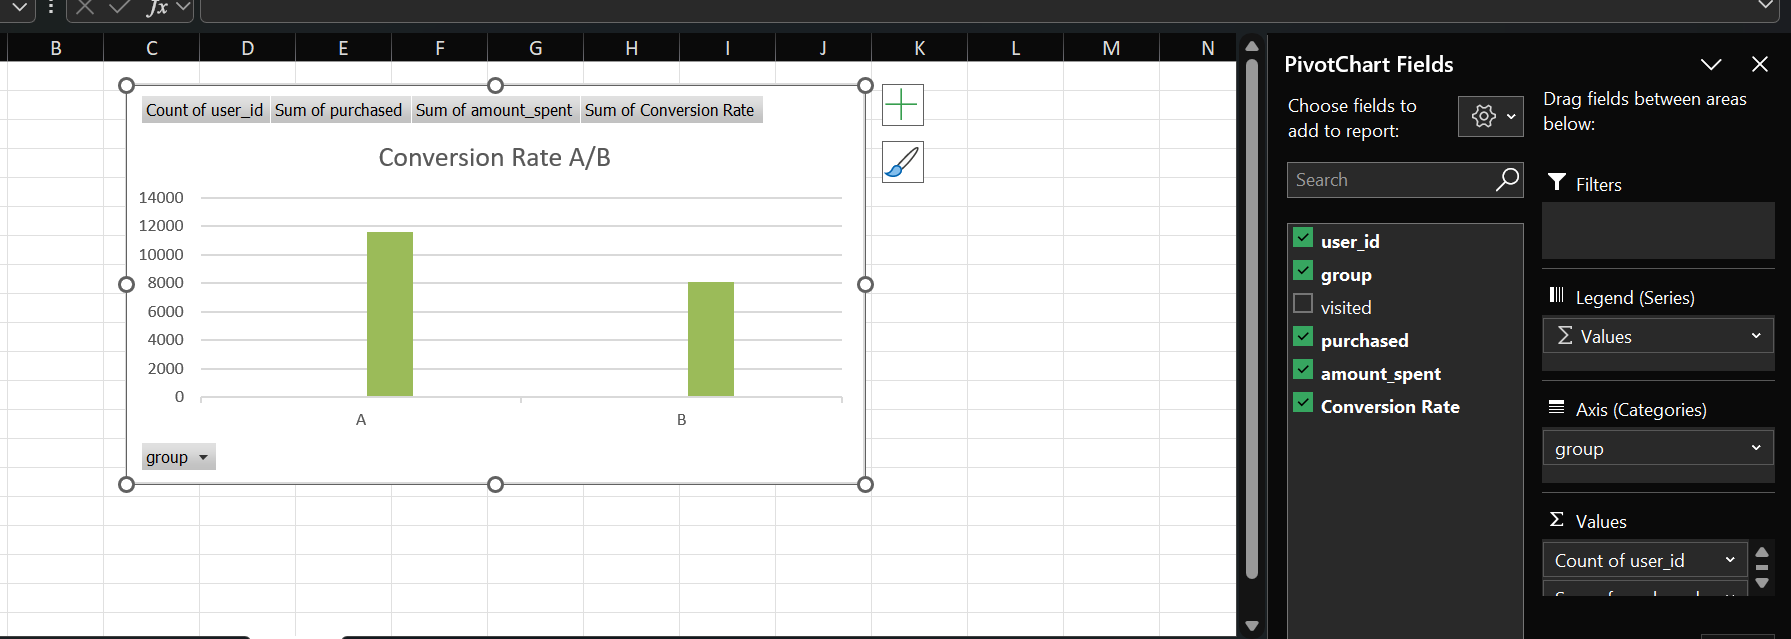 fx
B C D E F G H I J K L M N
Count of user_id Sum of purchased Sum of amount_spent Sum of Conversion Rate
Conversion Rate A/B
14000
12000
10000
8000
6000
4000
2000
0
A B
group
PivotChart Fields
Choose fields to
add to report:
Search
user_id
group
visited
purchased
amount_spent
Conversion Rate
Drag fields between areas
below:
Filters
Legend (Series)
Σ Values
Axis (Categories)
group
Σ Values
Count of user_id